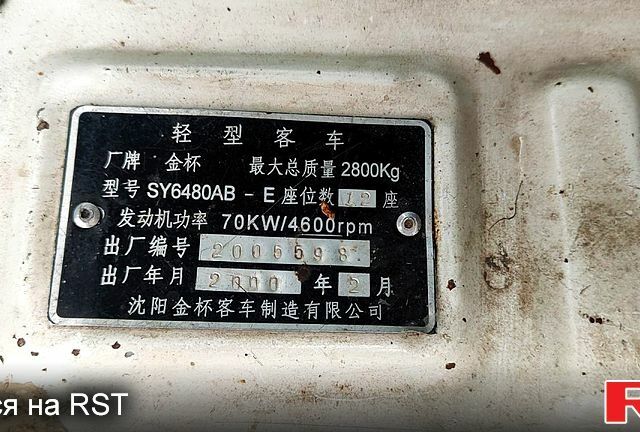 轻型客车
厂牌 金杯 最大总质量 2800Kg
型号 SY6480AB-E 座位数 12 座
发动机功率 70KW/4600rpm
出厂编号 2005598
出厂年月 2000 年 2 月
沈阳金杯客车制造有限公司
ся на RST
R